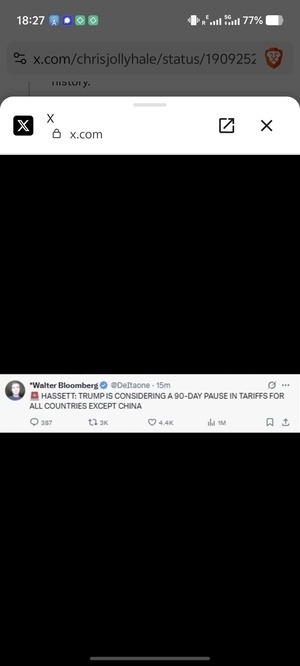 18:27
R E 5G 77%
x.com/chrisjollyhale/status/1909252
history.
X
x.com
*Walter Bloomberg @DeItaone · 15m
🚨 HASSETT: TRUMP IS CONSIDERING A 90-DAY PAUSE IN TARIFFS FOR
ALL COUNTRIES EXCEPT CHINA
387 3K 4.4K 1M